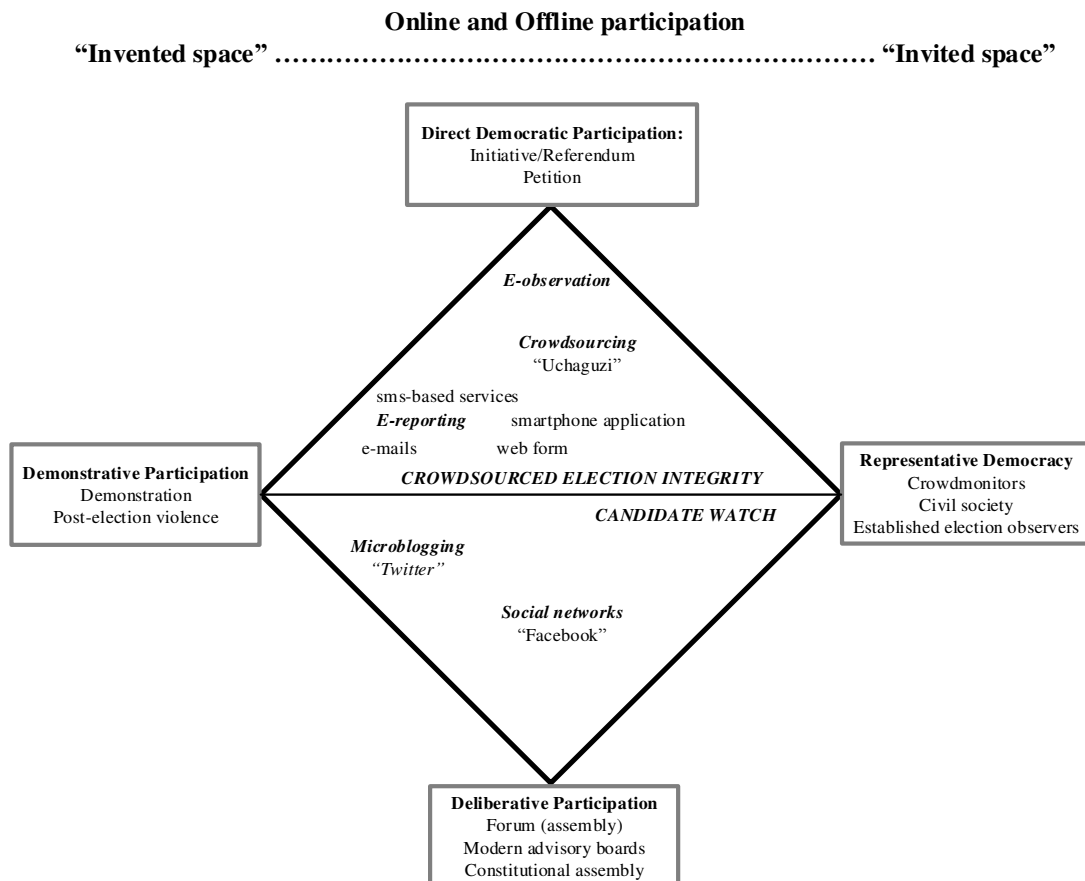 Online and Offline participation
“Invented space” ……………………………………………………………… “Invited space”
Direct Democratic Participation:
Initiative/Referendum
Petition
E-observation
Crowdsourcing
“Uchaguzi”
sms-based services
E-reporting smartphone application
e-mails web form
CROWDSOURCED ELECTION INTEGRITY
Demonstrative Participation
Demonstration
Post-election violence
Representative Democracy
Crowdmonitors
Civil society
Established election observers
CANDIDATE WATCH
Microblogging
“Twitter”
Social networks
“Facebook”
Deliberative Participation
Forum (assembly)
Modern advisory boards
Constitutional assembly